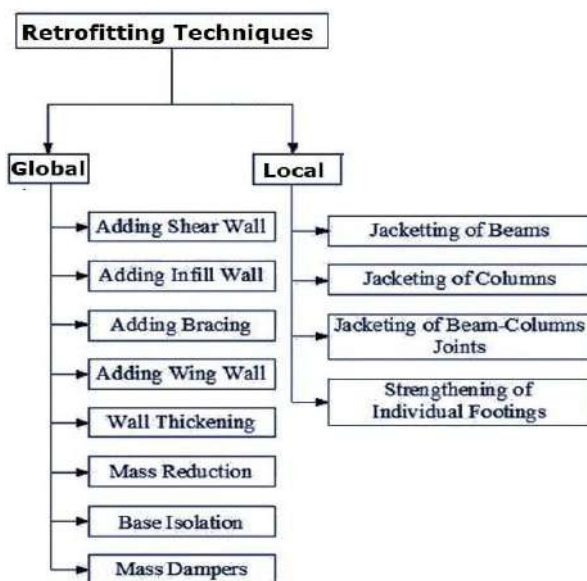 Retrofitting Techniques
Global
Adding Shear Wall
Adding Infill Wall
Adding Bracing
Adding Wing Wall
Wall Thickening
Mass Reduction
Base Isolation
Mass Dampers
Local
Jacketting of Beams
Jacketing of Columns
Jacketing of Beam-Columns
Joints
Strengthening of
Individual Footings